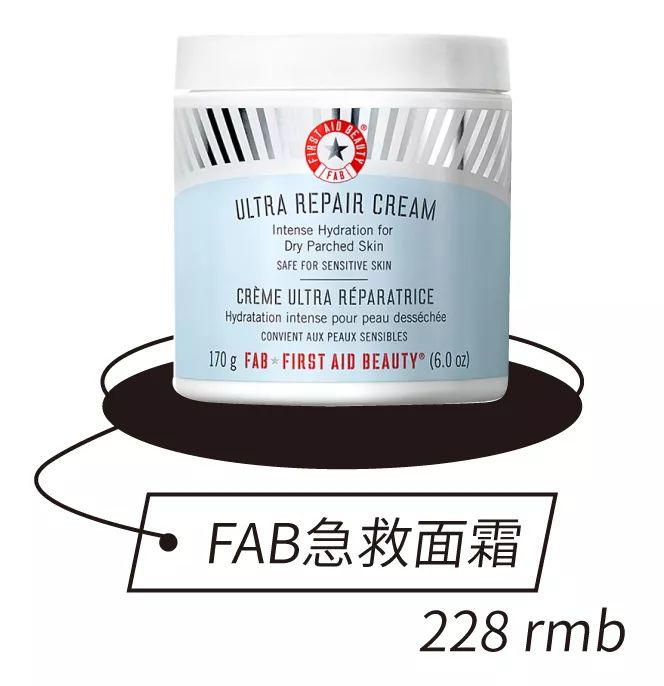 FIRST AID BEAUTY®
FAB
ULTRA REPAIR CREAM
Intense Hydration for
Dry Parched Skin
SAFE FOR SENSITIVE SKIN
CRÈME ULTRA RÉPARATRICE
Hydratation intense pour peau desséchée
CONVIENT AUX PEAUX SENSIBLES
170 g FAB★FIRST AID BEAUTY® (6.0 oz)
FAB急救面霜
228 rmb